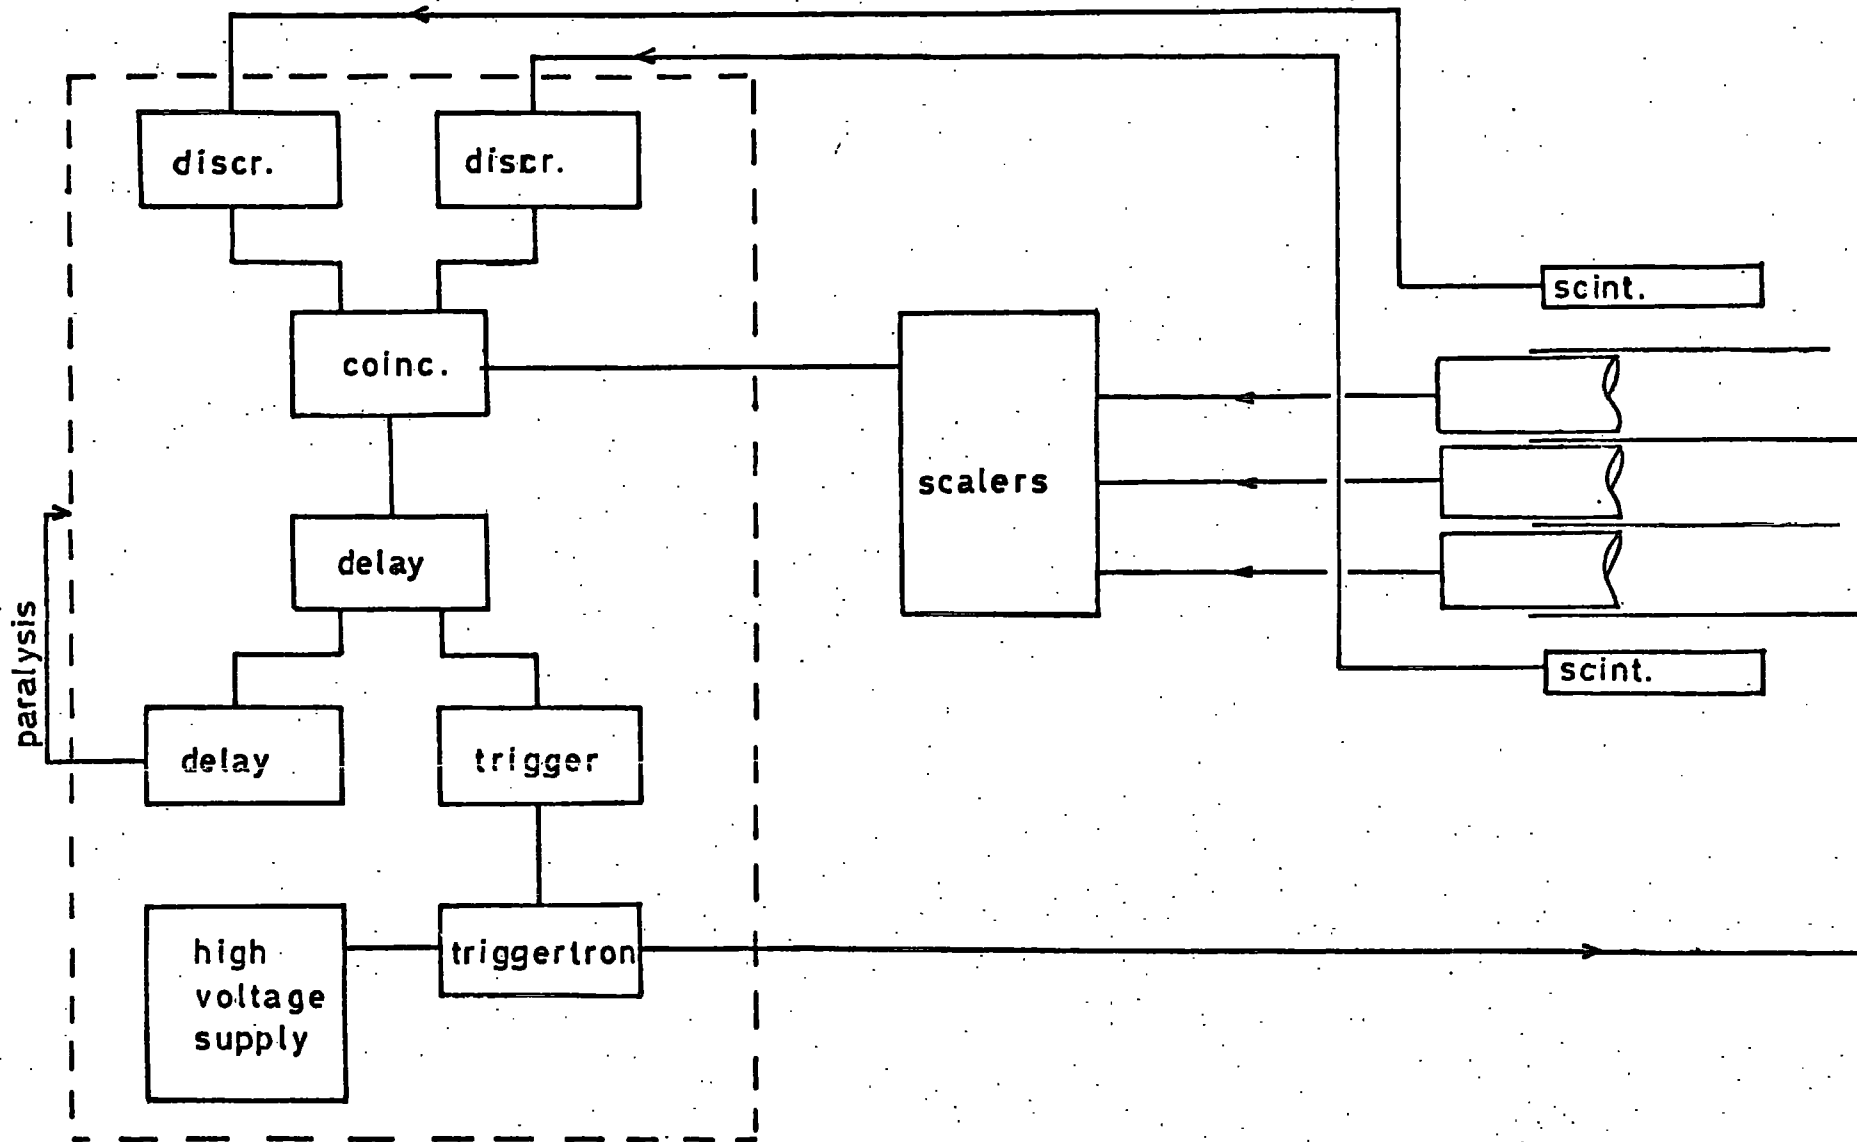 discr.
discr.
scint.
coinc.
scalers
delay
paralysis
scint.
delay
trigger
high
voltage
supply
triggertron